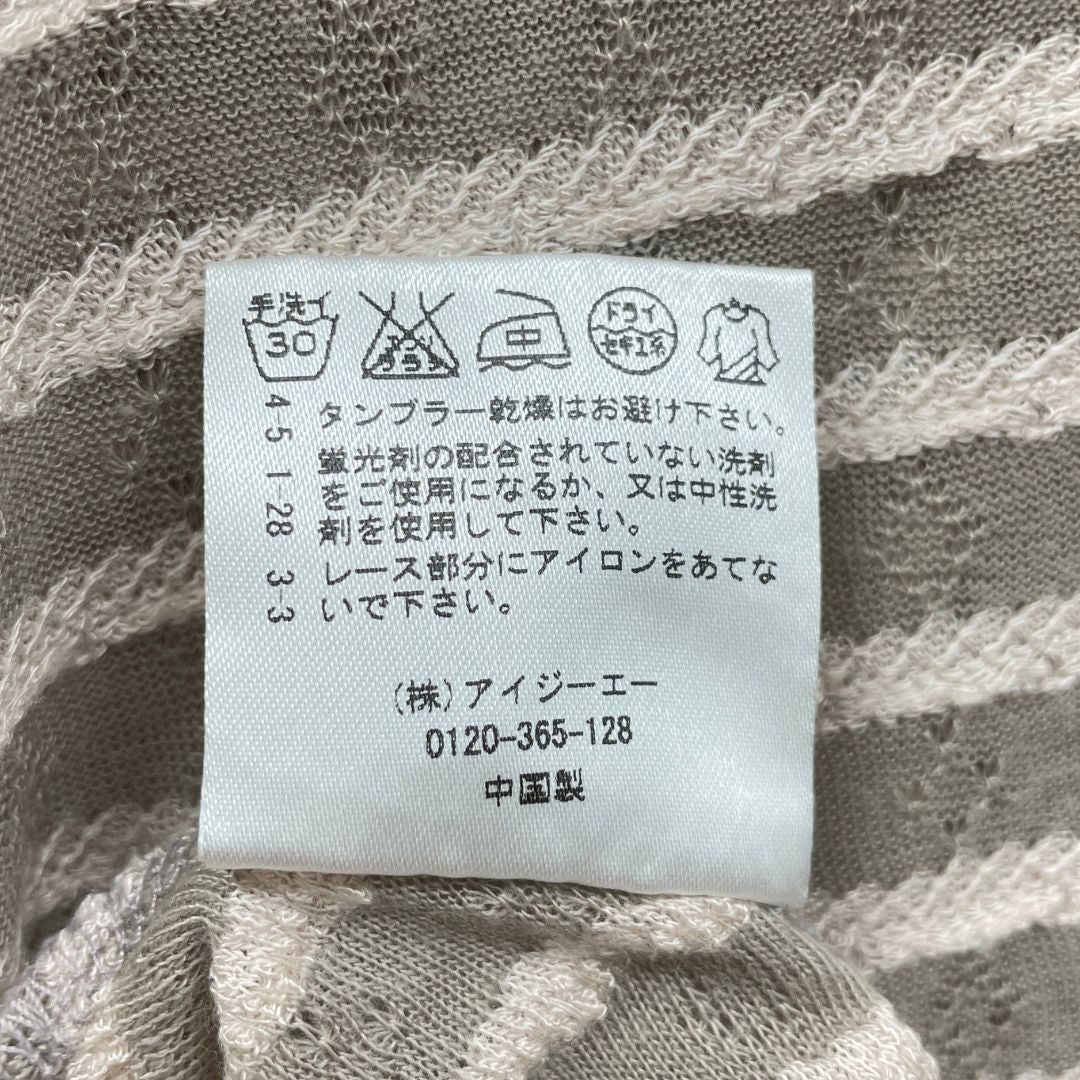 手洗イ
30
エンソ
サラシ
中
ドライ
セキユ系
タンブラー乾燥はお避け下さい。
蛍光剤の配合されていない洗剤
をご使用になるか、又は中性洗
剤を使用して下さい。
レース部分にアイロンをあてな
いで下さい。
45 1-28 3-3
(株)アイジーエー
0120-365-128
中国製